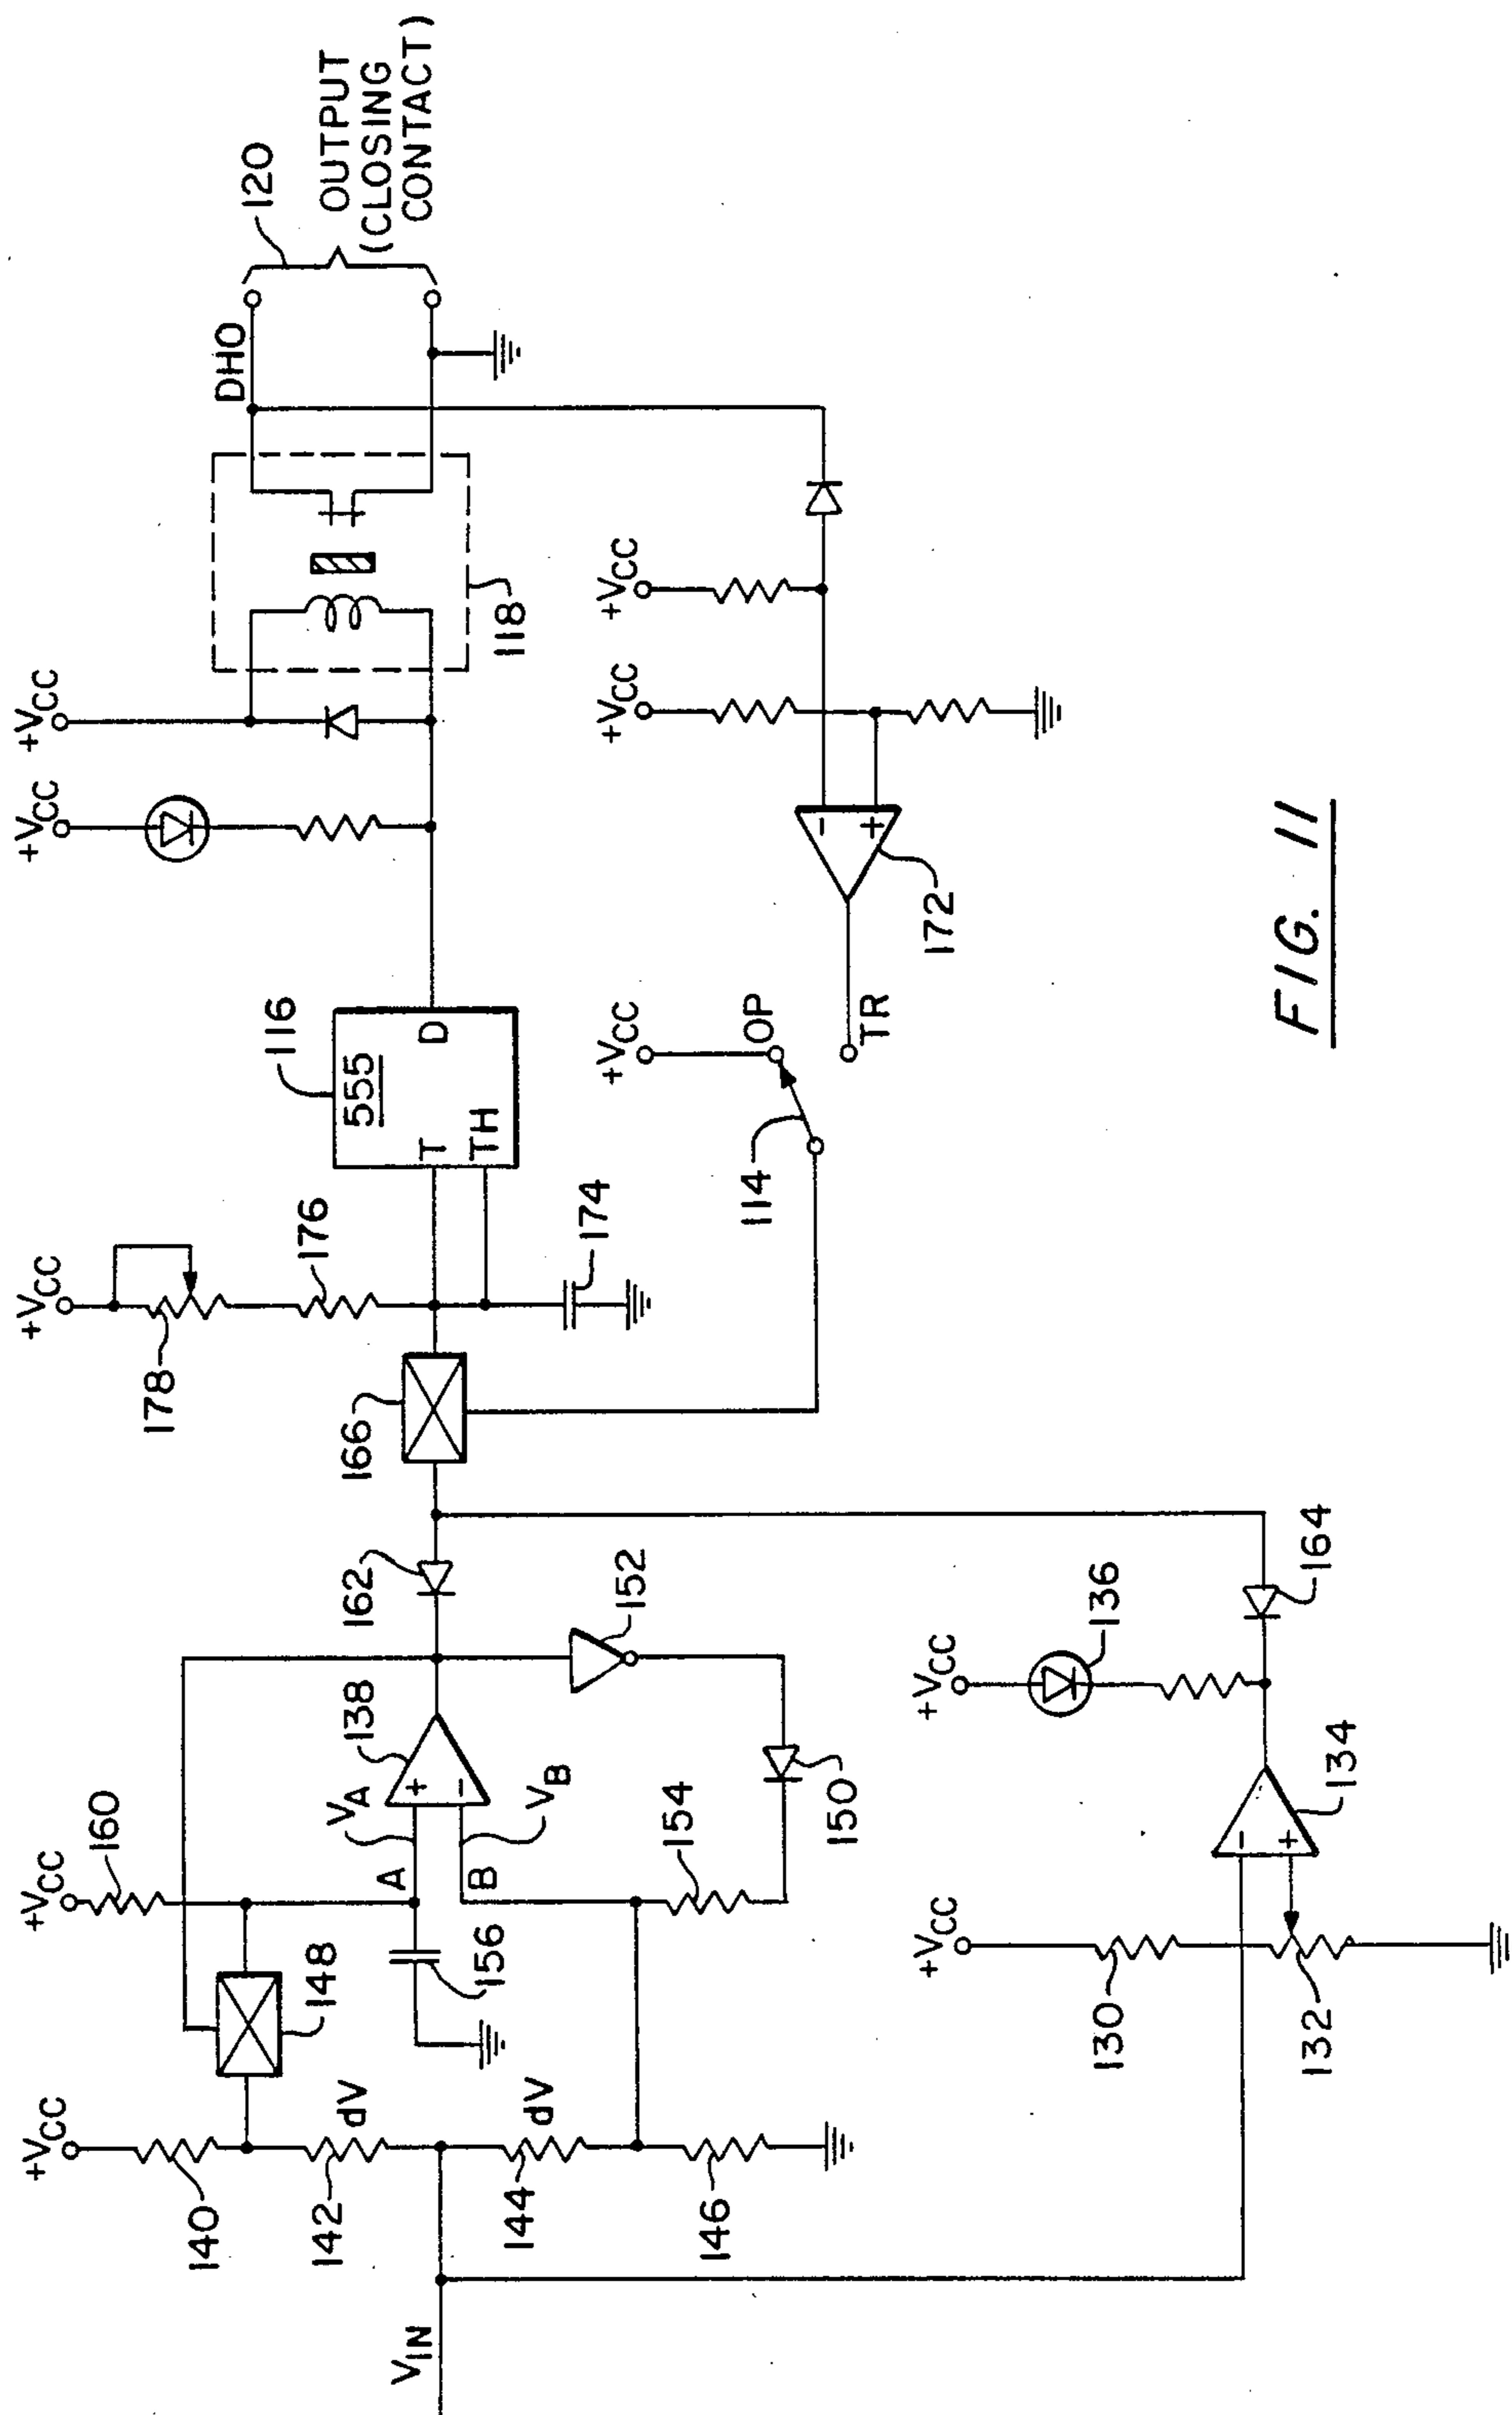 +VCC
+VCC
+VCC
+VCC
+VCC
178
176
160
116
555
T
TH
D
118
DHO
120
OUTPUT
(CLOSING
CONTACT)
140
142
dV
144
dV
146
VIN
148
156
A
B
VA
VB
+
-
138
162
152
154
150
166
174
114
+VCC
OP
TR
172
-
+
+VCC
+VCC
+VCC
130
132
-
+
134
+VCC
136
164
FIG. 11